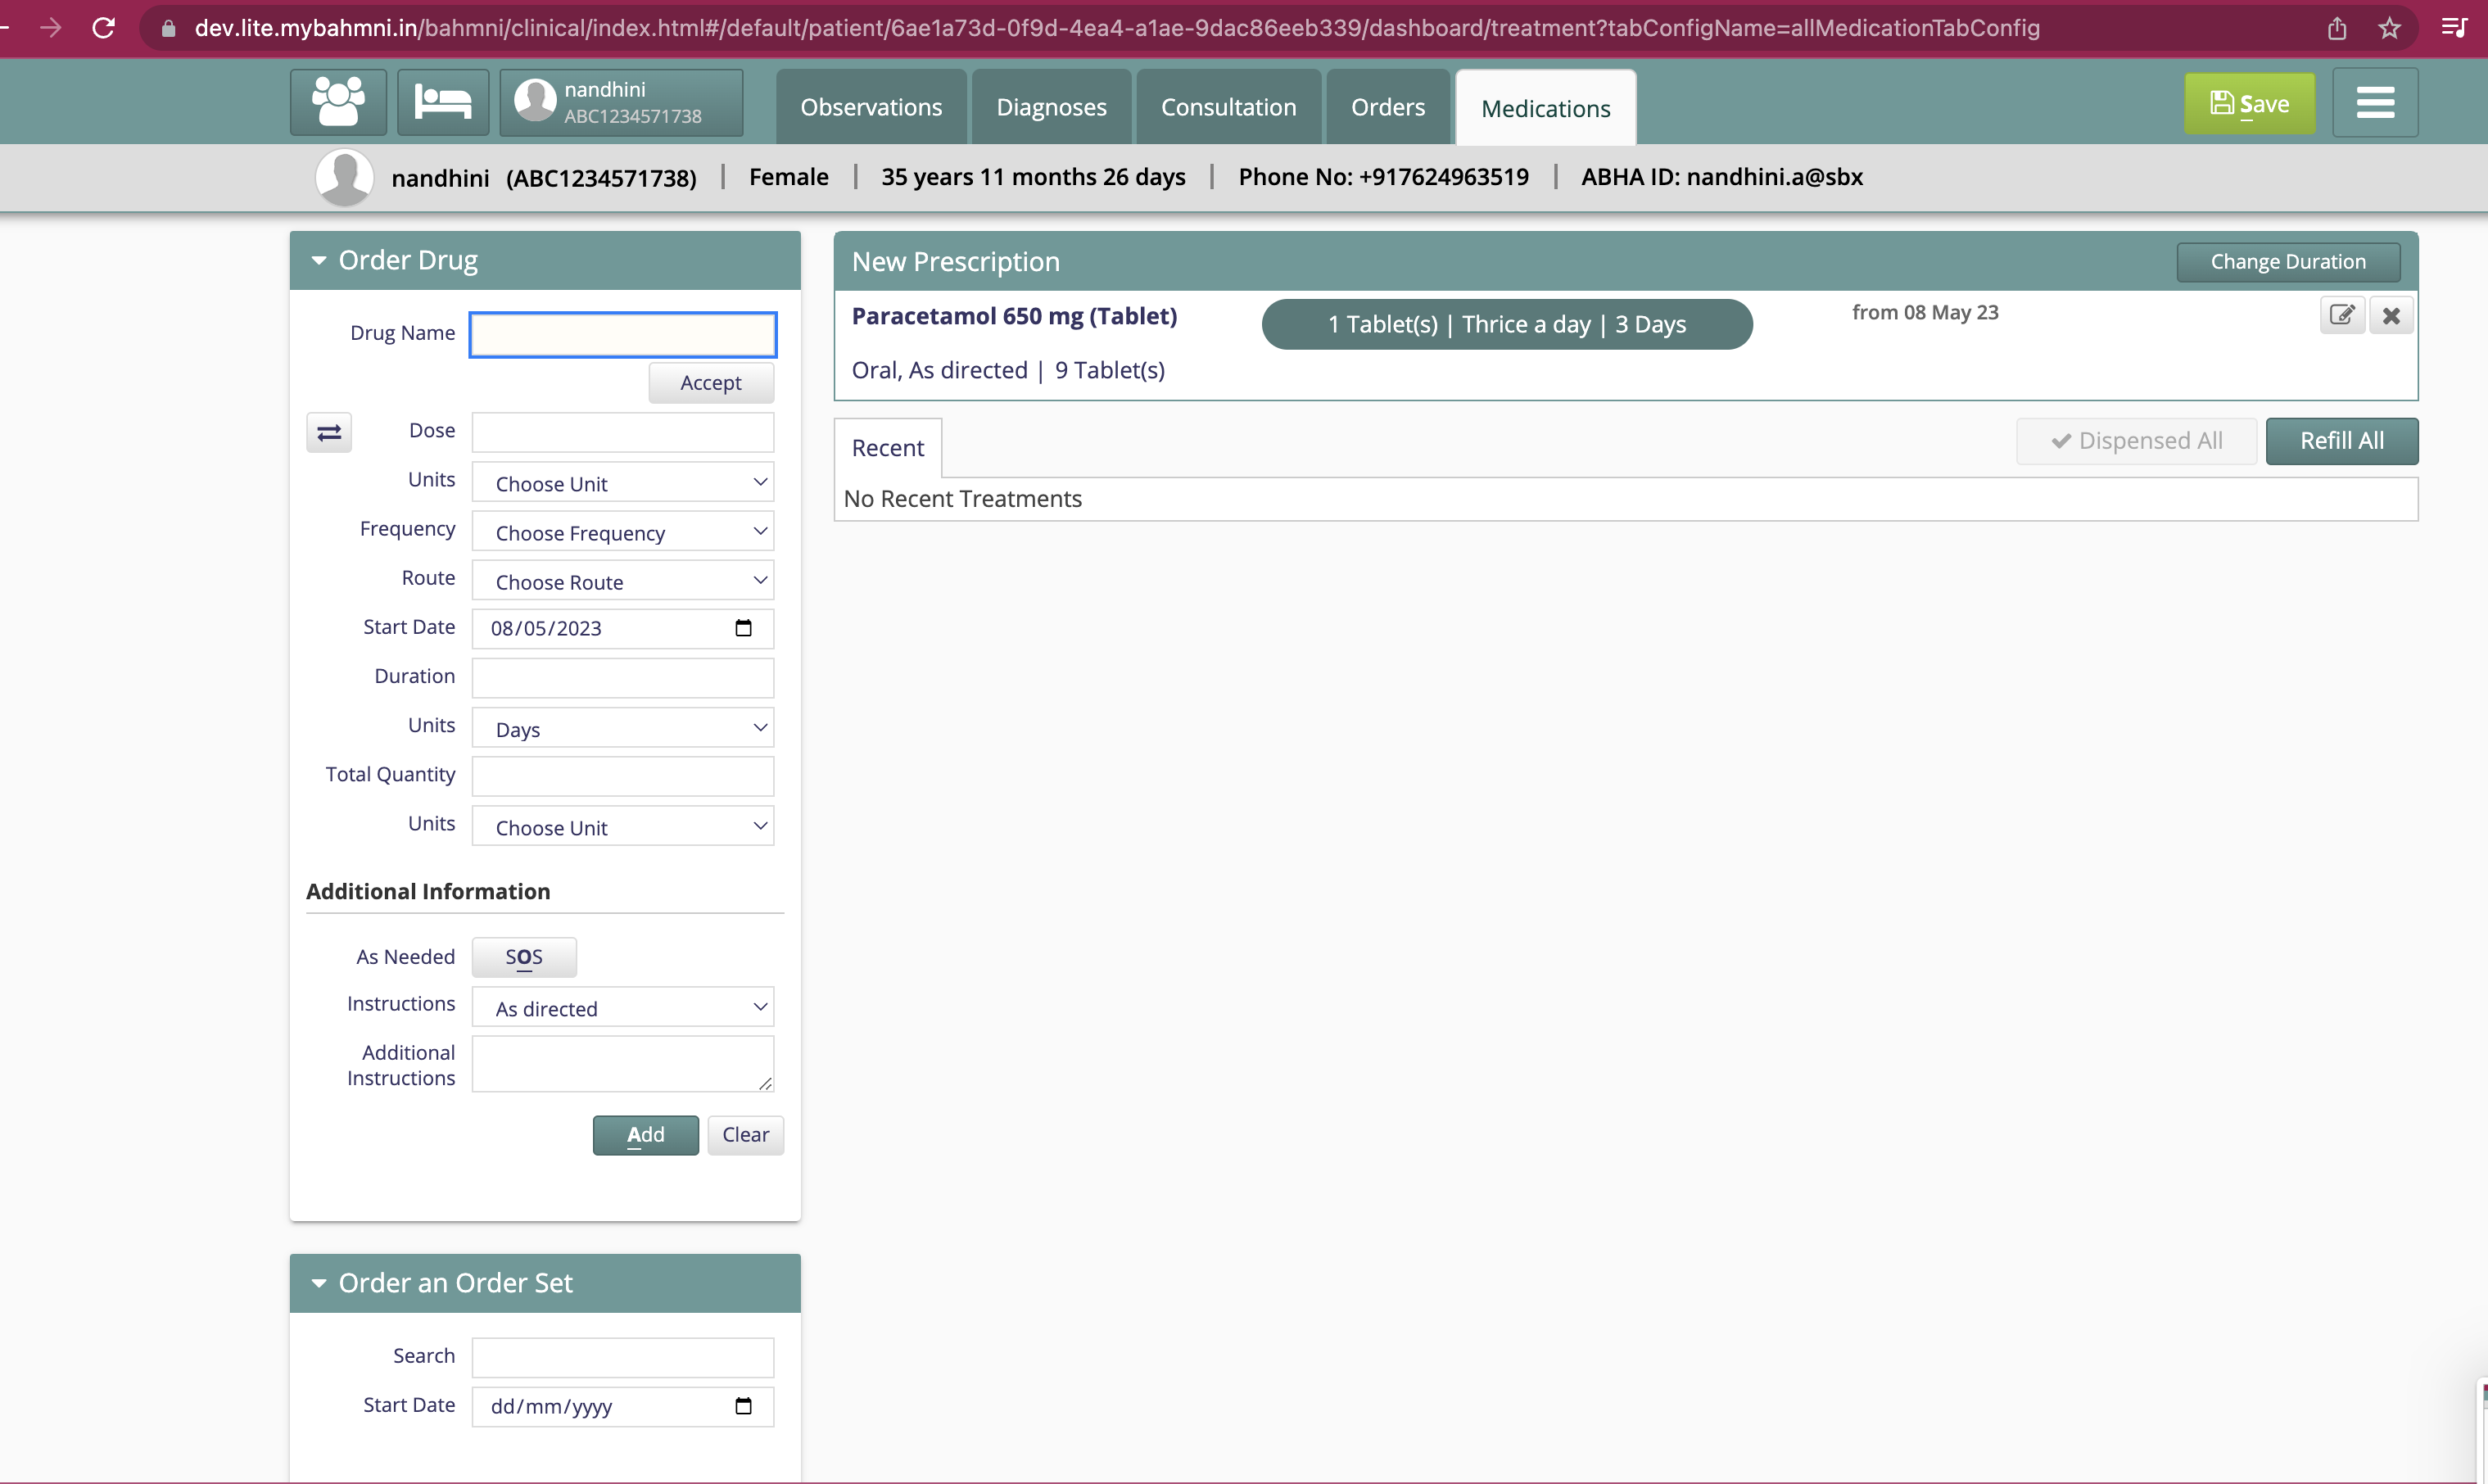 dev.lite.mybahmni.in/bahmni/clinical/index.html#/default/patient/6ae1a73d-0f9d-4ea4-a1ae-9dac86eeb339/dashboard/treatment?tabConfigName=allMedicationTabConfig
nandhini
ABC1234571738
Observations
Diagnoses
Consultation
Orders
Medications
Save
nandhini (ABC1234571738) | Female | 35 years 11 months 26 days | Phone No: +917624963519 | ABHA ID: nandhini.a@sbx
Order Drug
Drug Name
Accept
Dose
Units Choose Unit
Frequency Choose Frequency
Route Choose Route
Start Date 08/05/2023
Duration
Units Days
Total Quantity
Units Choose Unit
Additional Information
As Needed SOS
Instructions As directed
Additional
Instructions
Add Clear
Order an Order Set
Search
Start Date dd/mm/yyyy
New Prescription Change Duration
Paracetamol 650 mg (Tablet) 1 Tablet(s) | Thrice a day | 3 Days from 08 May 23
Oral, As directed | 9 Tablet(s)
Recent Dispensed All Refill All
No Recent Treatments